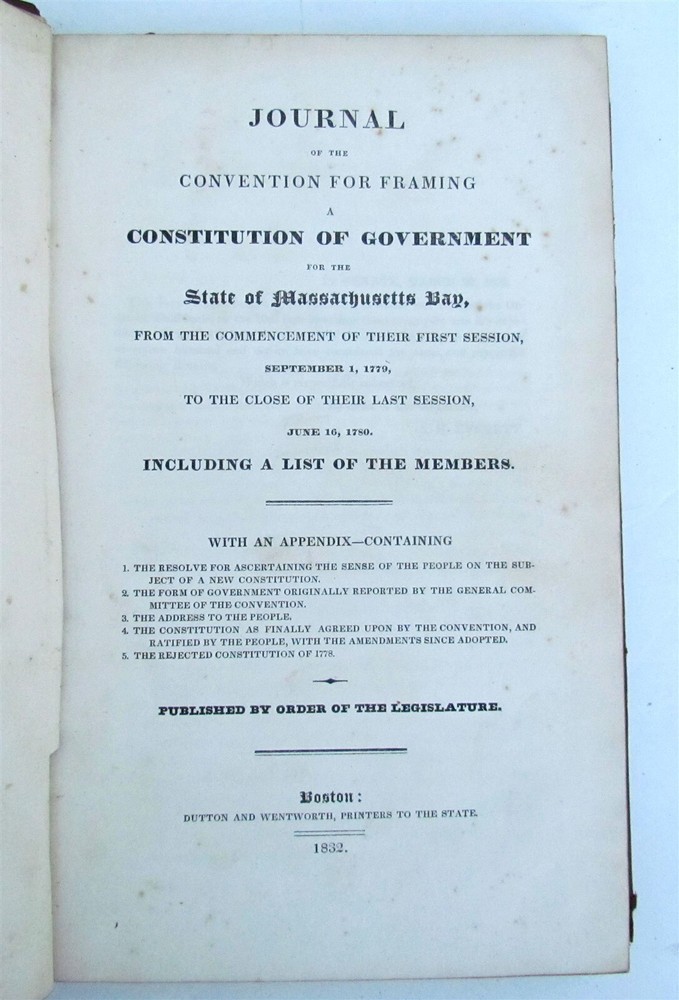 JOURNAL
OF THE
CONVENTION FOR FRAMING
A
CONSTITUTION OF GOVERNMENT
FOR THE
State of Massachusetts Bay,
FROM THE COMMENCEMENT OF THEIR FIRST SESSION,
SEPTEMBER 1, 1779,
TO THE CLOSE OF THEIR LAST SESSION,
JUNE 16, 1780.
INCLUDING A LIST OF THE MEMBERS.
WITH AN APPENDIX—CONTAINING
1. THE RESOLVE FOR ASCERTAINING THE SENSE OF THE PEOPLE ON THE SUB-
JECT OF A NEW CONSTITUTION.
2. THE FORM OF GOVERNMENT ORIGINALLY REPORTED BY THE GENERAL COM-
MITTEE OF THE CONVENTION.
3. THE ADDRESS TO THE PEOPLE.
4. THE CONSTITUTION AS FINALLY AGREED UPON BY THE CONVENTION, AND
RATIFIED BY THE PEOPLE, WITH THE AMENDMENTS SINCE ADOPTED.
5. THE REJECTED CONSTITUTION OF 1778.
PUBLISHED BY ORDER OF THE LEGISLATURE.
Boston:
DUTTON AND WENTWORTH, PRINTERS TO THE STATE.
1832.